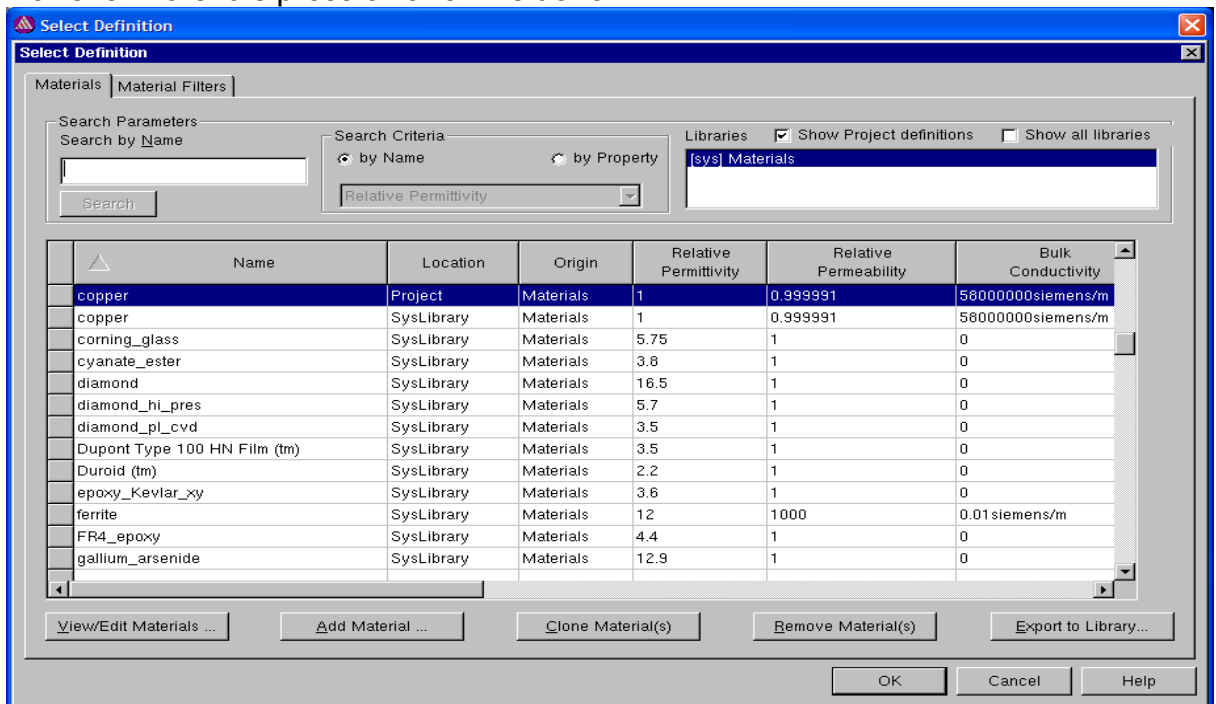 Select Definition
Select Definition
Materials Material Filters
Search Parameters
Search by Name
Search
Search Criteria
by Name by Property
Relative Permittivity
Libraries Show Project definitions Show all libraries
[sys] Materials
Name Location Origin Relative Permittivity Relative Permeability Bulk Conductivity
copper Project Materials 1 0.999991 58000000siemens/m
copper SysLibrary Materials 1 0.999991 58000000siemens/m
corning_glass SysLibrary Materials 5.75 1 0
cyanate_ester SysLibrary Materials 3.8 1 0
diamond SysLibrary Materials 16.5 1 0
diamond_hi_pres SysLibrary Materials 5.7 1 0
diamond_pl_cvd SysLibrary Materials 3.5 1 0
Dupont Type 100 HN Film (tm) SysLibrary Materials 3.5 1 0
Duroid (tm) SysLibrary Materials 2.2 1 0
epoxy_Kevlar_xy SysLibrary Materials 3.6 1 0
ferrite SysLibrary Materials 12 1000 0.01siemens/m
FR4_epoxy SysLibrary Materials 4.4 1 0
gallium_arsenide SysLibrary Materials 12.9 1 0
View/Edit Materials ... Add Material ... Clone Material(s) Remove Material(s) Export to Library...
OK Cancel Help